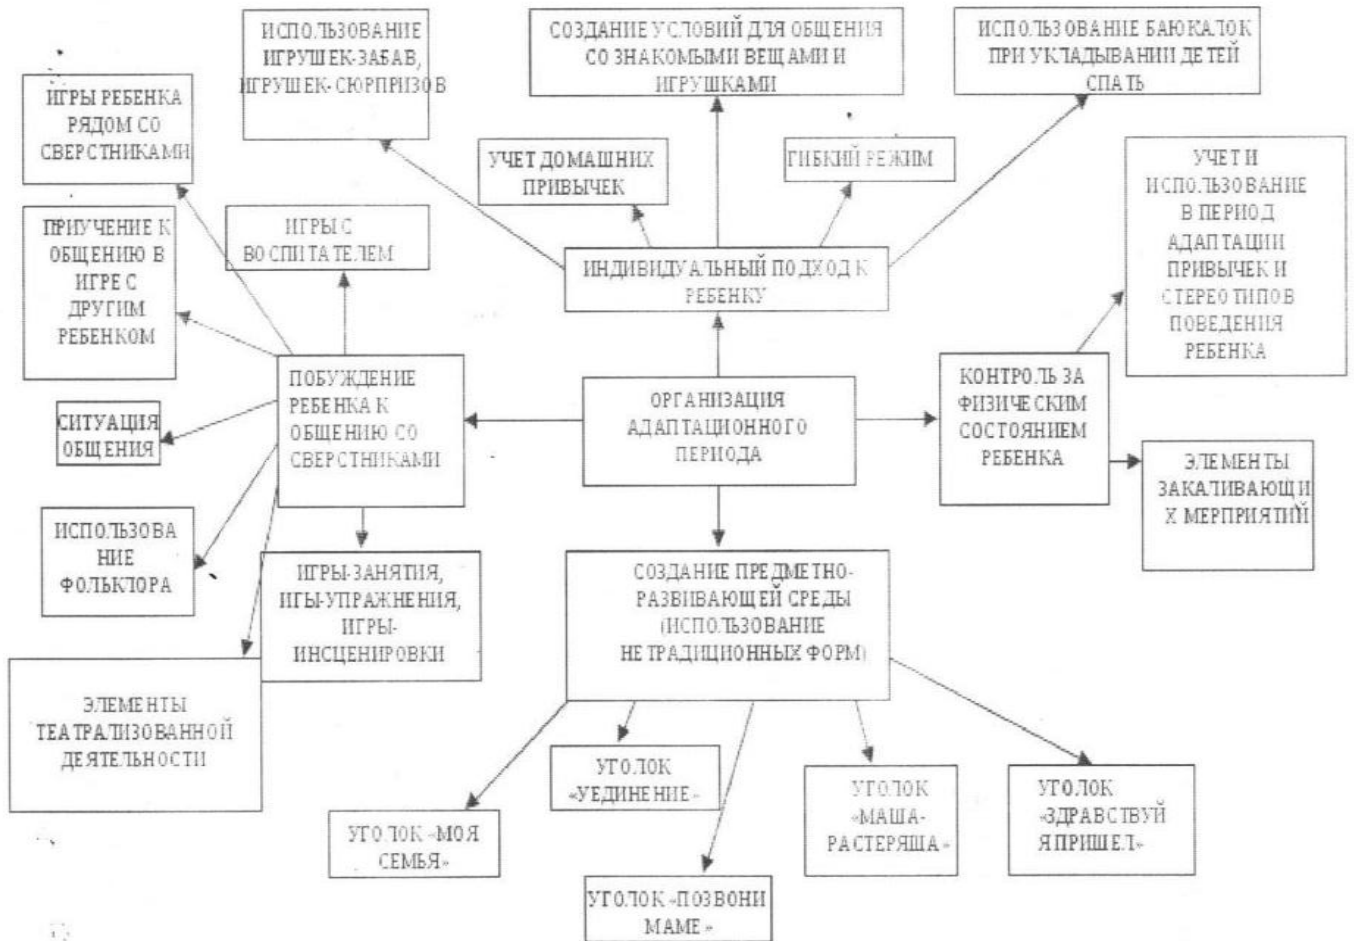 ИСПОЛЬЗОВАНИЕ
ИГРУШЕК-ЗАБАВ,
ИГРУШЕК-СЮРПРИЗОВ
СОЗДАНИЕ УСЛОВИЙ ДЛЯ ОБЩЕНИЯ
СО ЗНАКОМЫМИ ВЕЩАМИ И
ИГРУШКАМИ
ИСПОЛЬЗОВАНИЕ БАЮКАЛОК
ПРИ УКЛАДЫВАНИИ ДЕТЕЙ
СПАТЬ
ИГРЫ РЕБЕНКА
РЯДОМ СО
СВЕРСТНИКАМИ
УЧЕТ ДОМАШНИХ
ПРИВЫЧЕК
ГИБКИЙ РЕЖИМ
УЧЕТ И
ИСПОЛЬЗОВАНИЕ
В ПЕРИОД
АДАПТАЦИИ
ПРИВЫЧЕК И
СТЕРЕОТИПОВ
ПОВЕДЕНИЯ
РЕБЕНКА
ПРИУЧЕНИЕ К
ОБЩЕНИЮ В
ИГРЕ С
ДРУГИМ
РЕБЕНКОМ
ИГРЫ С
ВОСПИТАТЕЛЕМ
ИНДИВИДУАЛЬНЫЙ ПОДХОД К
РЕБЕНКУ
ПОБУЖДЕНИЕ
РЕБЕНКА К
ОБЩЕНИЮ СО
СВЕРСТНИКАМИ
ОРГАНИЗАЦИЯ
АДАПТАЦИОННОГО
ПЕРИОДА
КОНТРОЛЬ ЗА
ФИЗИЧЕСКИМ
СОСТОЯНИЕМ
РЕБЕНКА
СИТУАЦИЯ
ОБЩЕНИЯ
ЭЛЕМЕНТЫ
ЗАКАЛИВАЮЩИ
Х МЕРПРИЯТИЙ
ИСПОЛЬЗОВА
НИЕ
ФОЛЬКЛОРА
ИГРЫ-ЗАНЯТИЯ,
ИГЫ-УПРАЖНЕНИЯ,
ИГРЫ-
ИНСЦЕНИРОВКИ
СОЗДАНИЕ ПРЕДМЕТНО-
РАЗВИВАЮЩЕЙ СРЕДЫ
(ИСПОЛЬЗОВАНИЕ
НЕТРАДИЦИОННЫХ ФОРМ)
ЭЛЕМЕНТЫ
ТЕАТРАЛИЗОВАННОЙ
ДЕЯТЕЛЬНОСТИ
УГОЛОК «МОЯ
СЕМЬЯ»
УГОЛОК
«УЕДИНЕНИЕ»
УГОЛОК «ПОЗВОНИ
МАМЕ»
УГОЛОК
«МАША-
РАСТЕРЯША»
УГОЛОК
«ЗДРАВСТВУЙ
Я ПРИШЕЛ»